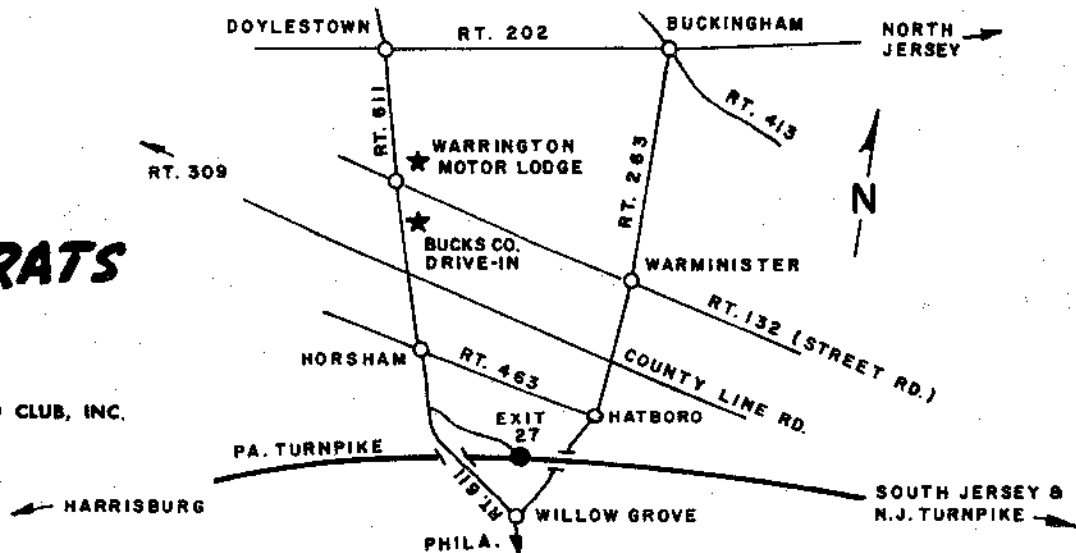 DOYLESTOWN
BUCKINGHAM
RT. 202
NORTH
JERSEY
RT. 611
RT. 413
WARRINGTON
MOTOR LODGE
RT. 309
RT. 263
N
RATS
BUCKS CO.
DRIVE-IN
WARMINISTER
RT. 132 (STREET RD.)
HORSHAM
RT. 463
COUNTY LINE RD.
CLUB, INC.
HATBORO
EXIT
27
PA. TURNPIKE
RT. 611
HARRISBURG
SOUTH JERSEY &
N.J. TURNPIKE
WILLOW GROVE
PHILA.